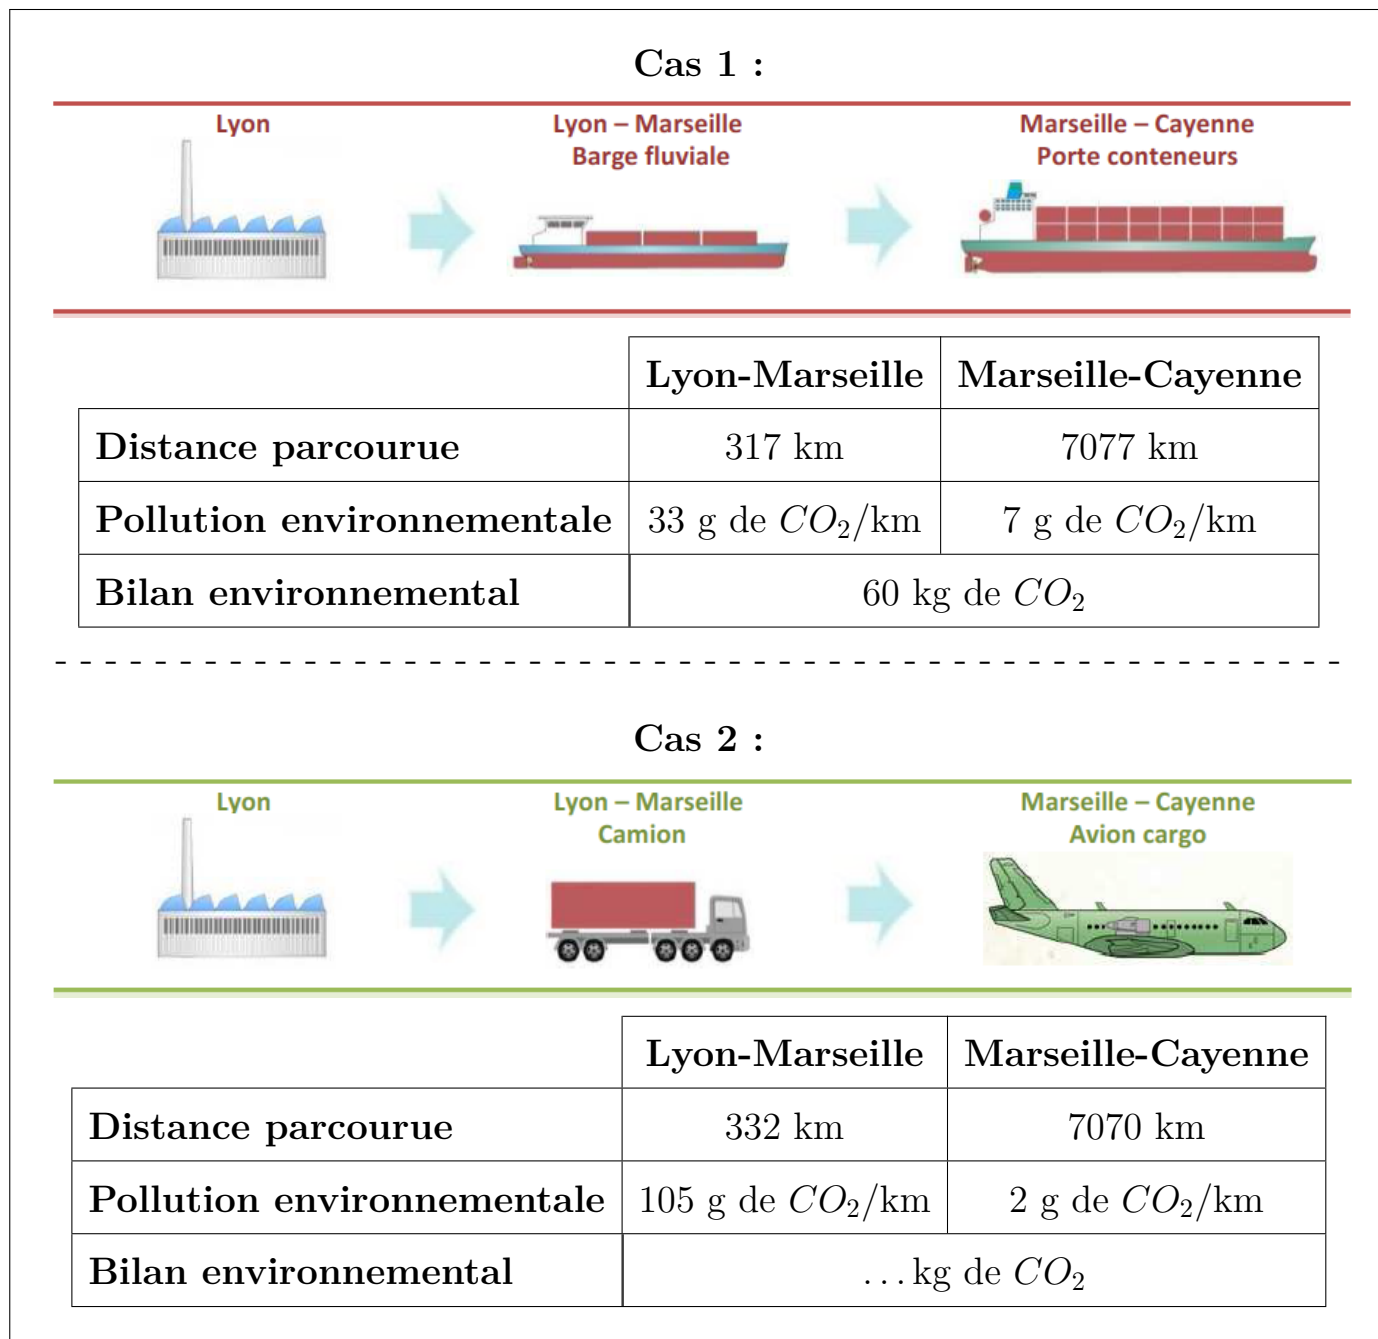 Cas 1 :
Lyon
Lyon – Marseille
Barge fluviale
Marseille – Cayenne
Porte conteneurs
Lyon-Marseille Marseille-Cayenne
Distance parcourue 317 km 7077 km
Pollution environnementale 33 g de CO₂/km 7 g de CO₂/km
Bilan environnemental 60 kg de CO₂
Cas 2 :
Lyon
Lyon – Marseille
Camion
Marseille – Cayenne
Avion cargo
Lyon-Marseille Marseille-Cayenne
Distance parcourue 332 km 7070 km
Pollution environnementale 105 g de CO₂/km 2 g de CO₂/km
Bilan environnemental ...kg de CO₂